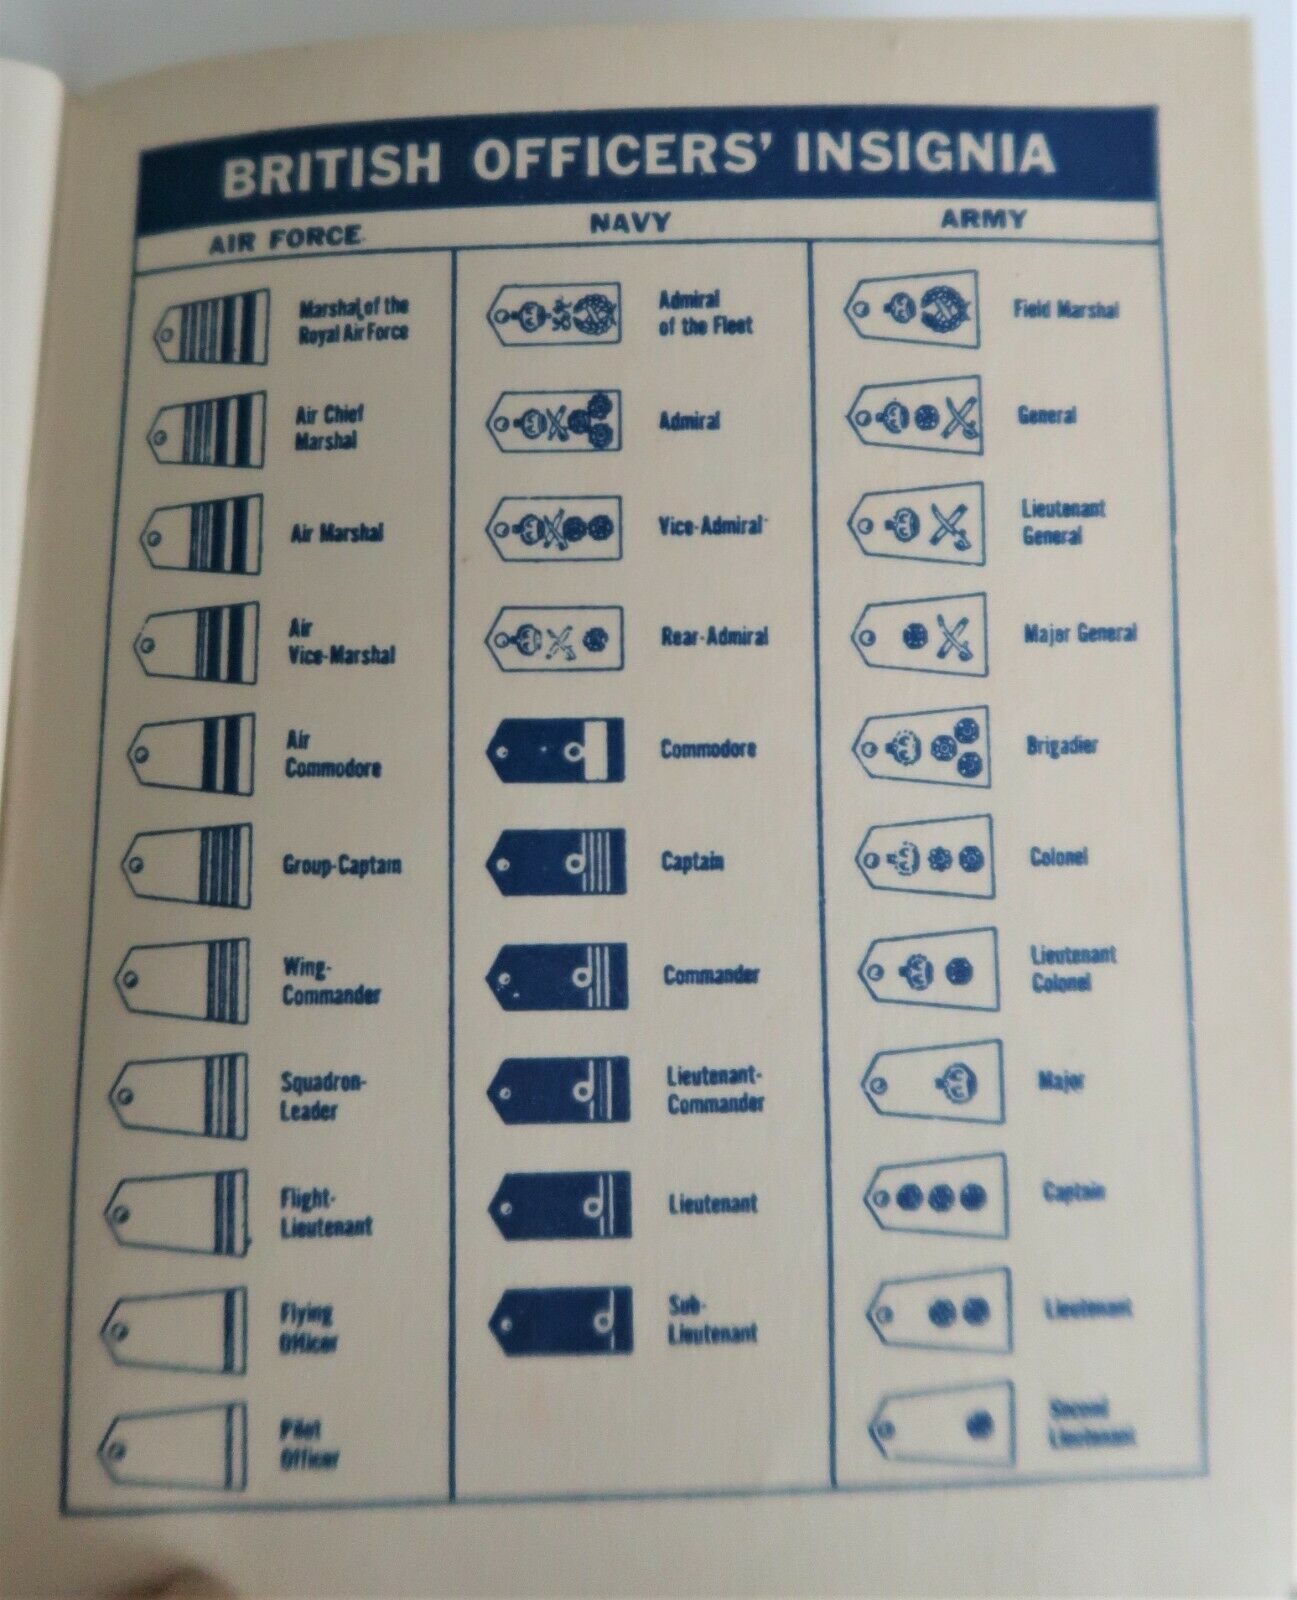 BRITISH OFFICERS' INSIGNIA
AIR FORCE
NAVY
ARMY
Marshal of the
Royal Air Force
Air Chief
Marshal
Air Marshal
Air
Vice-Marshal
Air
Commodore
Group-Captain
Wing-
Commander
Squadron-
Leader
Flight-
Lieutenant
Flying
Officer
Pilot
Officer
Admiral
of the Fleet
Admiral
Vice-Admiral
Rear-Admiral
Commodore
Captain
Commander
Lieutenant-
Commander
Lieutenant
Sub-
Lieutenant
Field Marshal
General
Lieutenant
General
Major General
Brigadier
Colonel
Lieutenant
Colonel
Major
Captain
Lieutenant
Second
Lieutenant